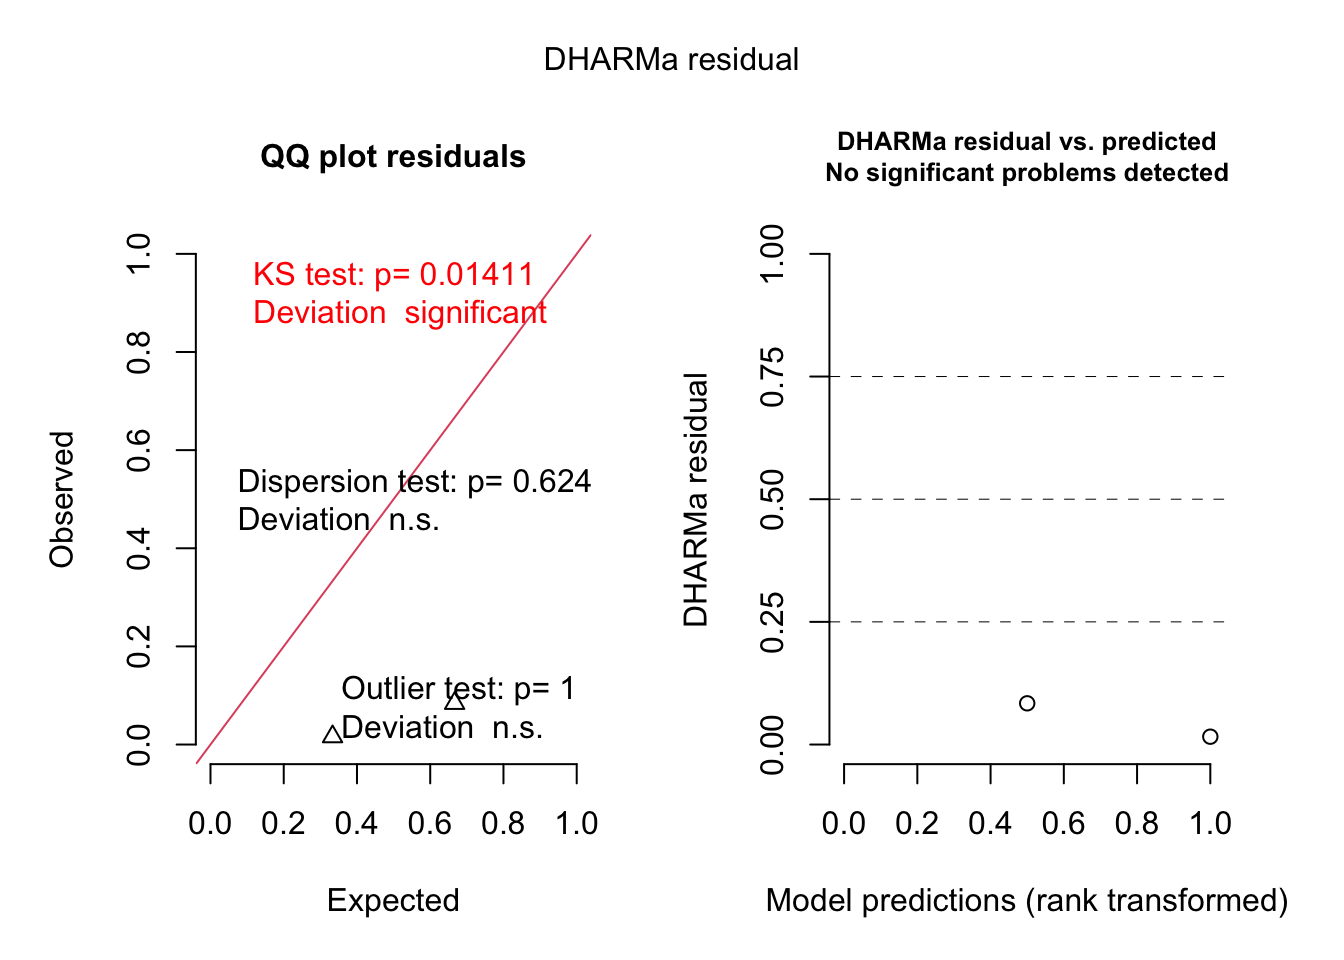 DHARMa residual
QQ plot residuals
KS test: p= 0.01411
Deviation  significant
Dispersion test: p= 0.624
Deviation  n.s.
Outlier test: p= 1
Deviation  n.s.
Observed
1.0
0.8
0.6
0.4
0.2
0.0
0.0 0.2 0.4 0.6 0.8 1.0
Expected
DHARMa residual vs. predicted
No significant problems detected
DHARMa residual
1.00
0.75
0.50
0.25
0.00
0.0 0.2 0.4 0.6 0.8 1.0
Model predictions (rank transformed)